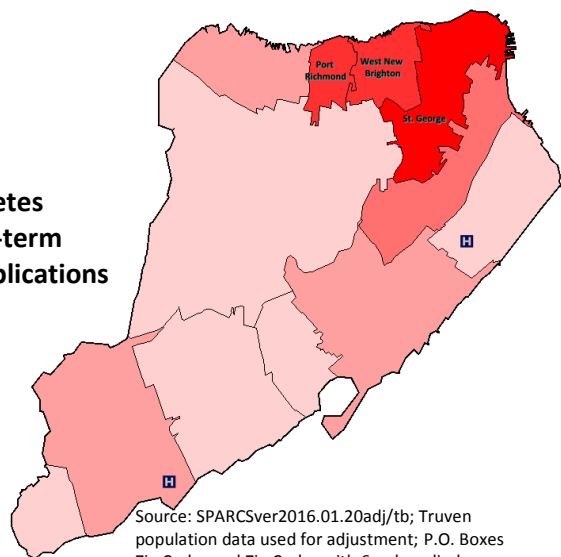 Port
Richmond
West New
Brighton
St. George
etes
-term
plications
H
H
Source: SPARCSver2016.01.20adj/tb; Truven
population data used for adjustment; P.O. Boxes